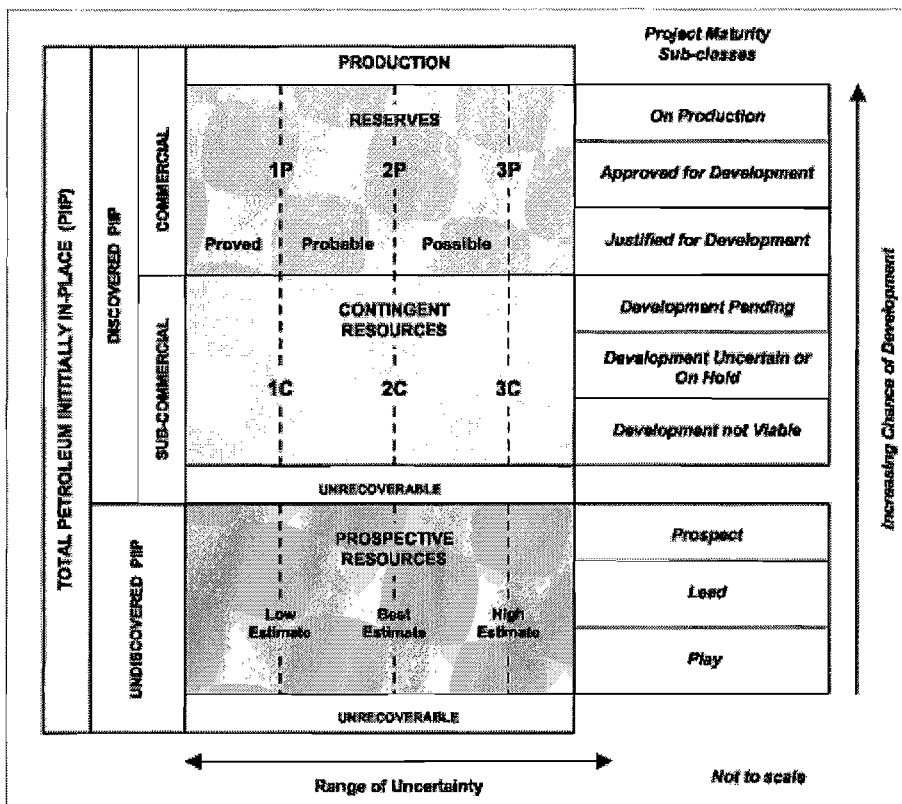 Project Maturity
Sub-classes
PRODUCTION
RESERVES
1P 2P 3P
Proved Probable Possible
On Production
Approved for Development
Justified for Development
CONTINGENT
RESOURCES
1C 2C 3C
Development Pending
Development Uncertain or
On Hold
Development not Viable
UNRECOVERABLE
PROSPECTIVE
RESOURCES
Low
Estimate
Best
Estimate
High
Estimate
Prospect
Lead
Play
UNRECOVERABLE
TOTAL PETROLEUM INITIALLY IN-PLACE (PIIP)
DISCOVERED PIIP
COMMERCIAL
SUB-COMMERCIAL
UNDISCOVERED PIIP
Increasing Chance of Development
Range of Uncertainty
Not to scale